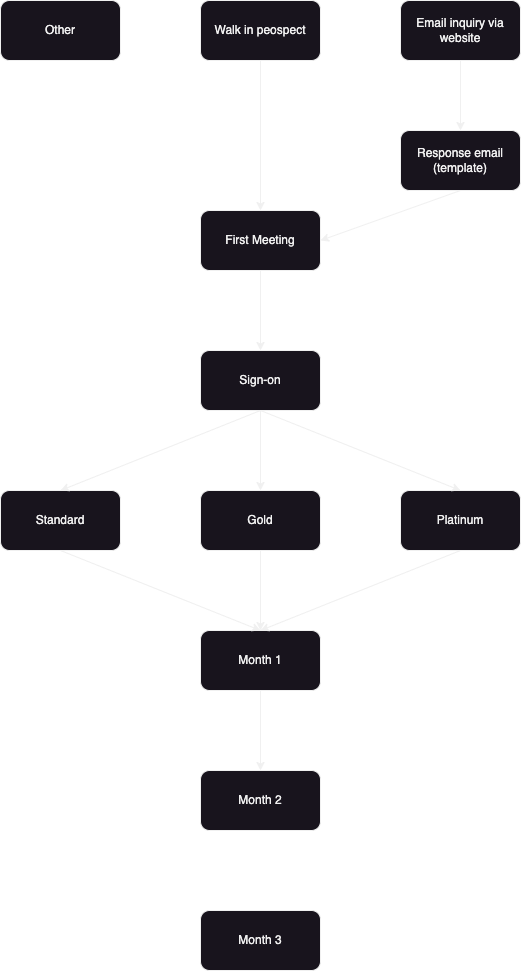 Other
Walk in peospect
Email inquiry via
website
Response email
(template)
First Meeting
Sign-on
Standard
Gold
Platinum
Month 1
Month 2
Month 3